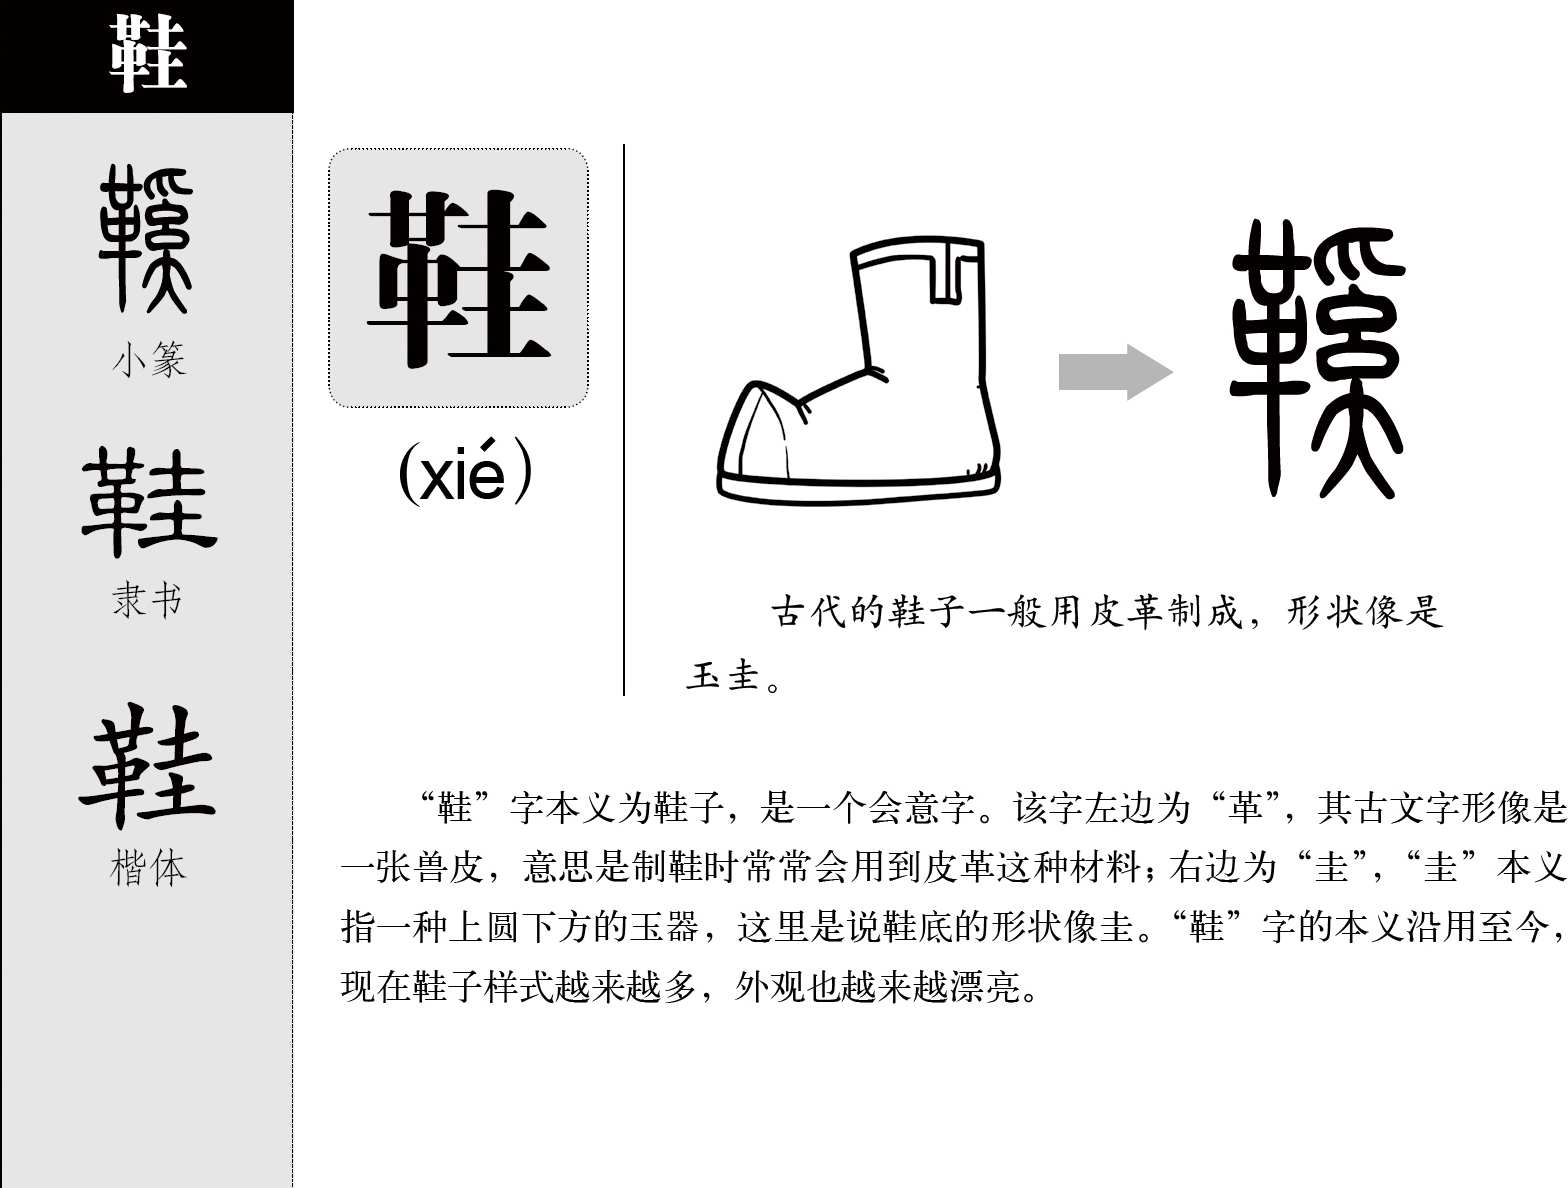 鞋
小篆
隶书
楷体
鞋
(xié)
古代的鞋子一般用皮革制成，形状像是
玉圭。
“鞋”字本义为鞋子，是一个会意字。该字左边为“革”，其古文字形像是
一张兽皮，意思是制鞋时常常会用到皮革这种材料；右边为“圭”，“圭”本义
指一种上圆下方的玉器，这里是说鞋底的形状像圭。“鞋”字的本义沿用至今，
现在鞋子样式越来越多，外观也越来越漂亮。